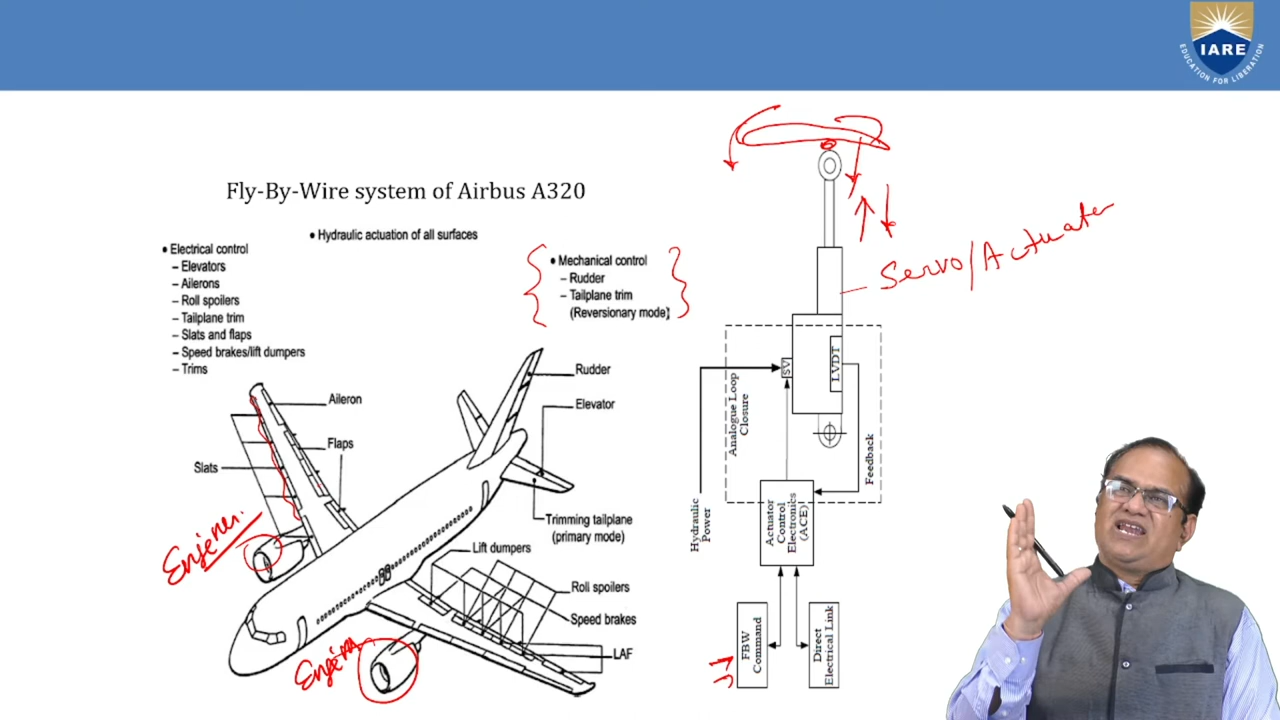 IARE
EDUCATION FOR LIBERATION
Fly-By-Wire system of Airbus A320
• Hydraulic actuation of all surfaces
• Electrical control
– Elevators
– Ailerons
– Roll spoilers
– Tailplane trim
– Slats and flaps
– Speed brakes/lift dumpers
– Trims
• Mechanical control
– Rudder
– Tailplane trim
(Reversionary mode)
Aileron
Flaps
Slats
Rudder
Elevator
Trimming tailplane
(primary mode)
Lift dumpers
Roll spoilers
Speed brakes
LAF
Servo/Actuater
SV
LVDT
Analogue Loop
Closure
Feedback
Hydraulic
Power
Actuator
Control
Electronics
(ACE)
FBW
Command
Direct
Electrical Link